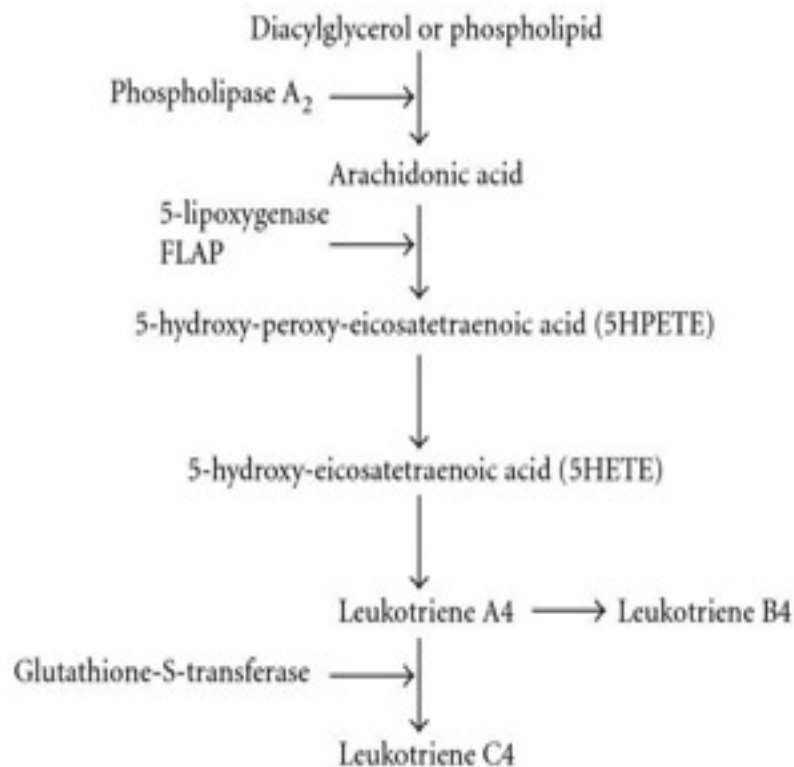 Diacylglycerol or phospholipid
Phospholipase A₂
Arachidonic acid
5-lipoxygenase
FLAP
5-hydroxy-peroxy-eicosatetraenoic acid (5HPETE)
5-hydroxy-eicosatetraenoic acid (5HETE)
Leukotriene A4
Leukotriene B4
Glutathione-S-transferase
Leukotriene C4